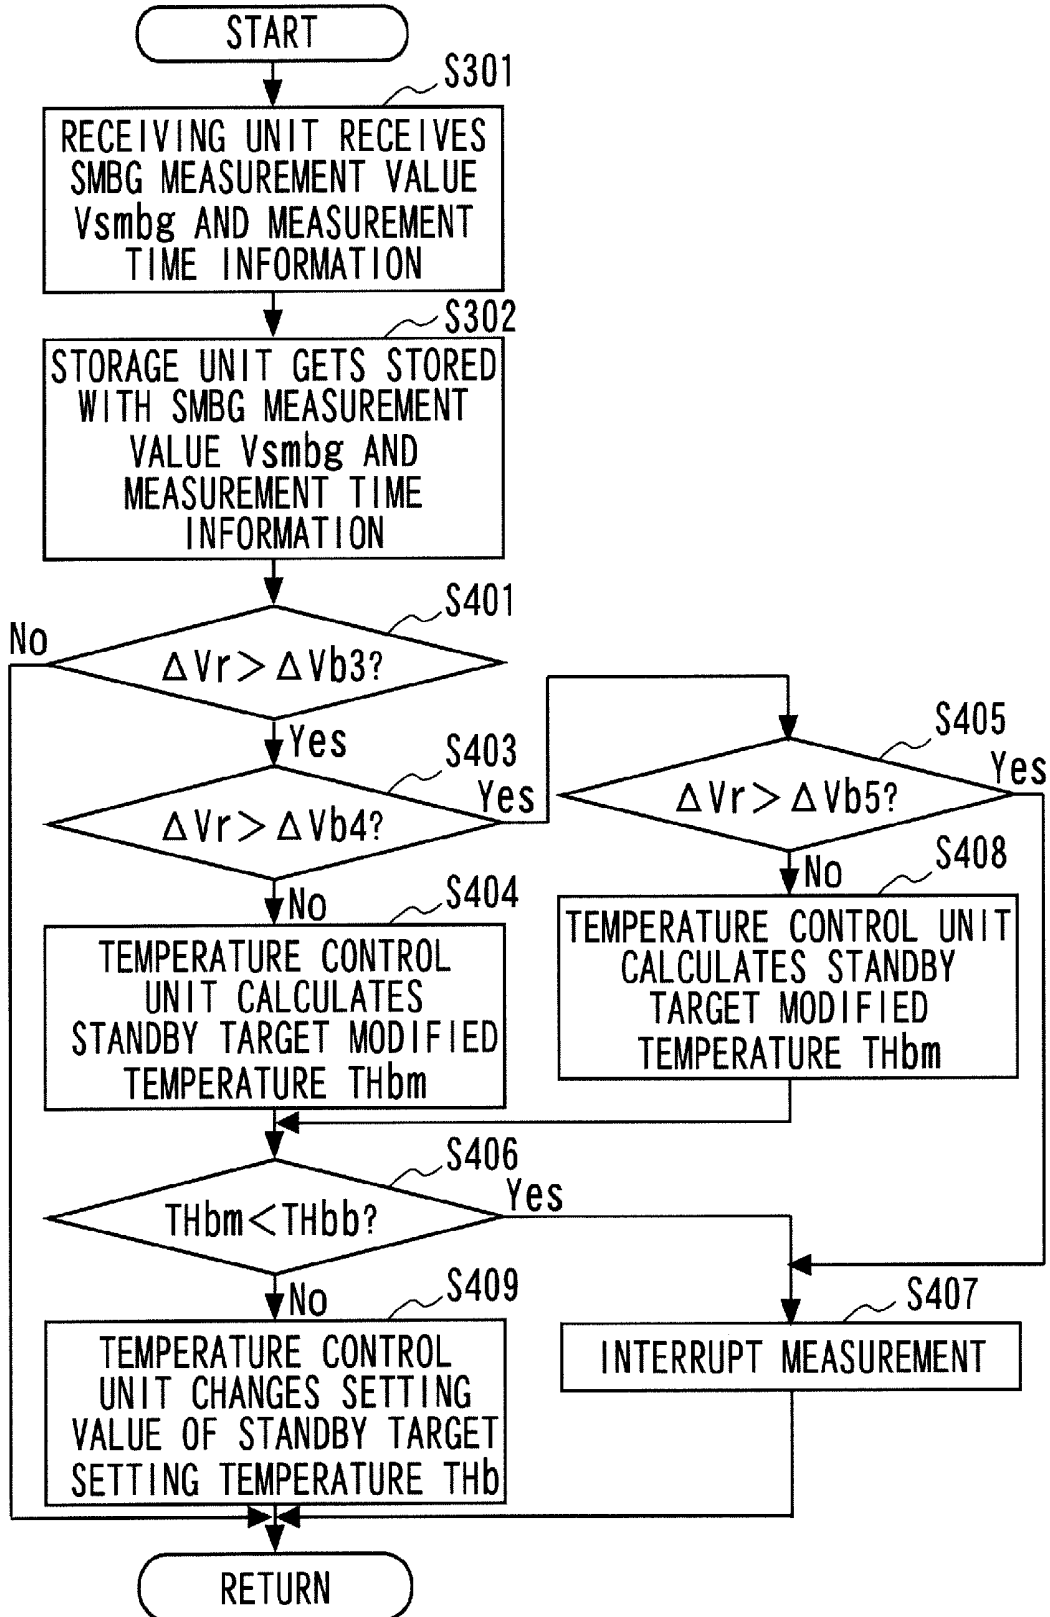 START
S301
RECEIVING UNIT RECEIVES
SMBG MEASUREMENT VALUE
Vsmbg AND MEASUREMENT
TIME INFORMATION
S302
STORAGE UNIT GETS STORED
WITH SMBG MEASUREMENT
VALUE Vsmbg AND
MEASUREMENT TIME
INFORMATION
S401
No
ΔVr>ΔVb3?
Yes
S403
ΔVr>ΔVb4?
Yes
S405
ΔVr>ΔVb5?
Yes
No
S404
TEMPERATURE CONTROL
UNIT CALCULATES
STANDBY TARGET MODIFIED
TEMPERATURE THbm
No
S408
TEMPERATURE CONTROL UNIT
CALCULATES STANDBY
TARGET MODIFIED
TEMPERATURE THbm
S406
THbm<THbb?
Yes
No
S409
TEMPERATURE CONTROL
UNIT CHANGES SETTING
VALUE OF STANDBY TARGET
SETTING TEMPERATURE THb
S407
INTERRUPT MEASUREMENT
RETURN